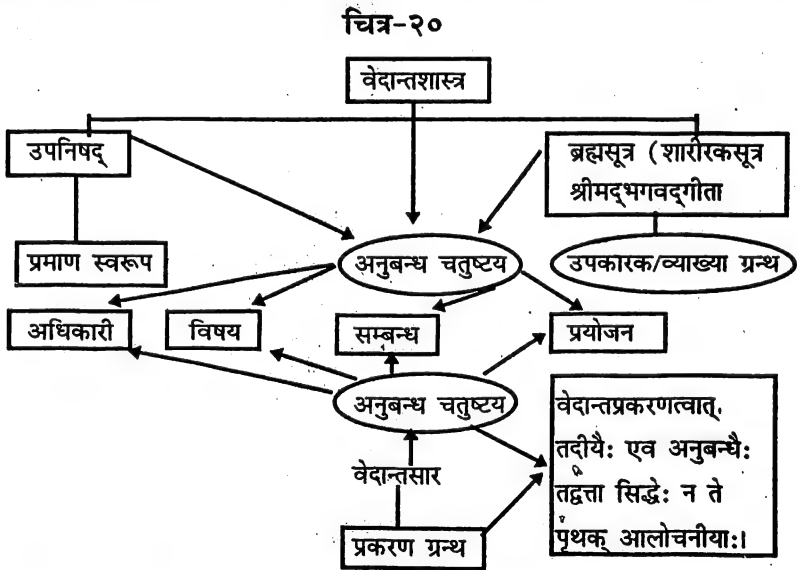 चित्र-२०
वेदान्तशास्त्र
उपनिषद्
ब्रह्मसूत्र (शारीरकसूत्र
श्रीमद्भगवद्गीता
प्रमाण स्वरूप
अनुबन्ध चतुष्टय
उपकारक/व्याख्या ग्रन्थ
अधिकारी
विषय
सम्बन्ध
प्रयोजन
अनुबन्ध चतुष्टय
वेदान्तसार
प्रकरण ग्रन्थ
वेदान्तप्रकरणत्वात्.
तदीयैः एव अनुबन्धैः
तद्वत्ता सिद्धेः न ते
पृथक् आलोचनीयाः।